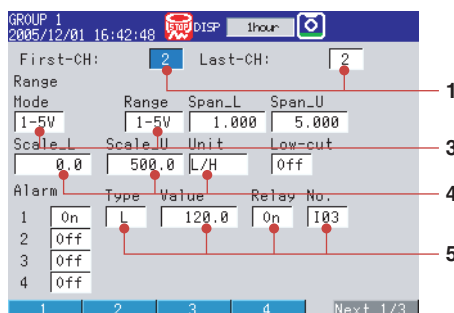 GROUP 1
2005/12/01 16:42:48 STOP DISP 1hour
First-CH: 2 Last-CH: 2
1
Range
Mode Range Span_L Span_U
1-5V 1-5V 1.000 5.000
3
Scale_L Scale_U Unit Low-cut
0.0 500.0 L/H Off
4
Alarm Type Value Relay No.
1 On L 120.0 On I03
2 Off
5
3 Off
4 Off
1 2 3 4 Next 1/3